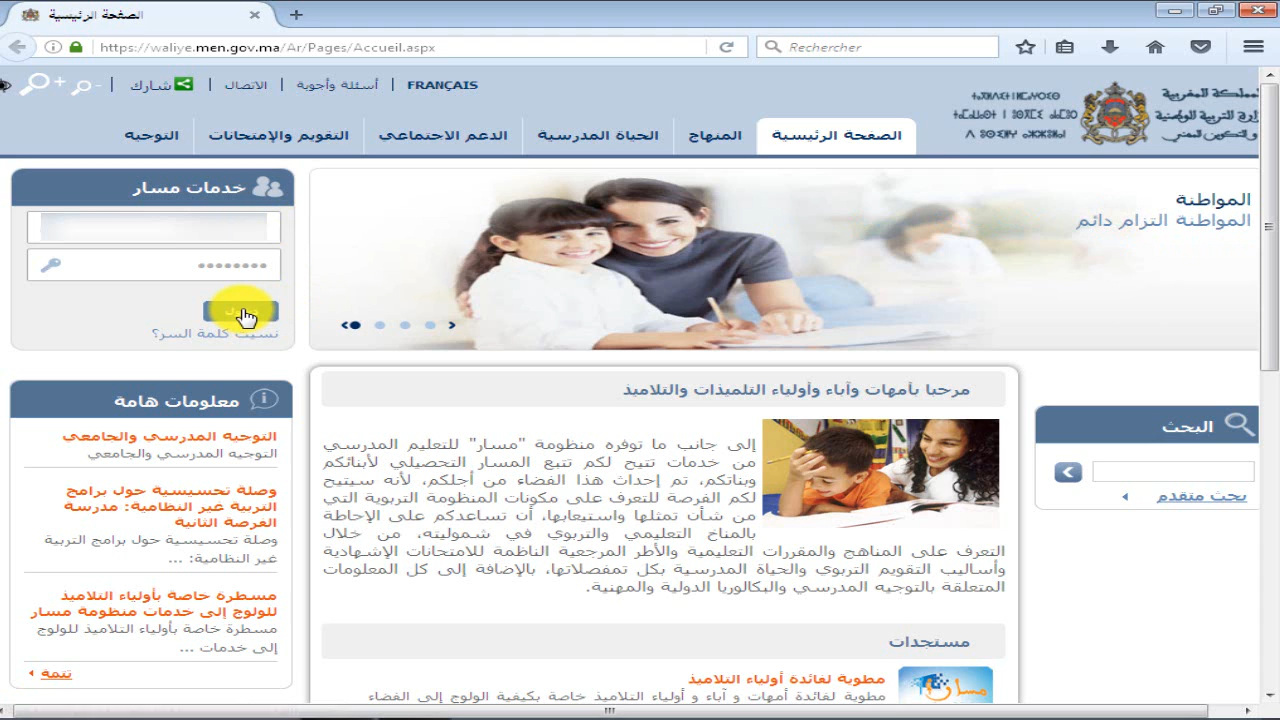 الصفحة الرئيسية
https://waliye.men.gov.ma/Ar/Pages/Accueil.aspx
Rechercher
شارك | الاتصال | أسئلة وأجوبة | FRANÇAIS
الصفحة الرئيسية
المنهاج
الحياة المدرسية
الدعم الاجتماعي
التقويم والإمتحانات
التوجيه
خدمات مسار
نسيت كلمة السر؟
المواطنة
المواطنة التزام دائم
معلومات هامة
التوجيه المدرسي والجامعي
التوجيه المدرسي والجامعي
وصلة تحسيسية حول برامج
التربية غير النظامية: مدرسة
الفرصة الثانية
وصلة تحسيسية حول برامج التربية
غير النظامية: ...
مسطرة خاصة بأولياء التلاميذ
للولوج إلى خدمات منظومة مسار
مسطرة خاصة بأولياء التلاميذ للولوج
إلى خدمات ...
تتمة
مرحبا بأمهات وآباء وأولياء التلميذات والتلاميذ
إلى جانب ما توفره منظومة "مسار" للتعليم المدرسي
من خدمات تتيح لكم تتبع المسار التحصيلي لأبنائكم
وبناتكم، تم إحداث هذا الفضاء من أجلكم، لأنه سيتيح
لكم الفرصة للتعرف على مكونات المنظومة التربوية التي
من شأن تمثلها واستيعابها، أن تساعدكم على الإحاطة
بالمناخ التعليمي والتربوي في شموليته، من خلال
التعرف على المناهج والمقررات التعليمية والأطر المرجعية الناظمة للامتحانات الإشهادية
وأساليب التقويم التربوي والحياة المدرسية بكل تمفصلاتها، بالإضافة إلى كل المعلومات
المتعلقة بالتوجيه المدرسي والبكالوريا الدولية والمهنية.
مستجدات
مطوية لفائدة أولياء التلاميذ
مطوية لفائدة أمهات و آباء و أولياء التلاميذ خاصة بكيفية الولوج إلى الفضاء
مسار
البحث
بحث متقدم